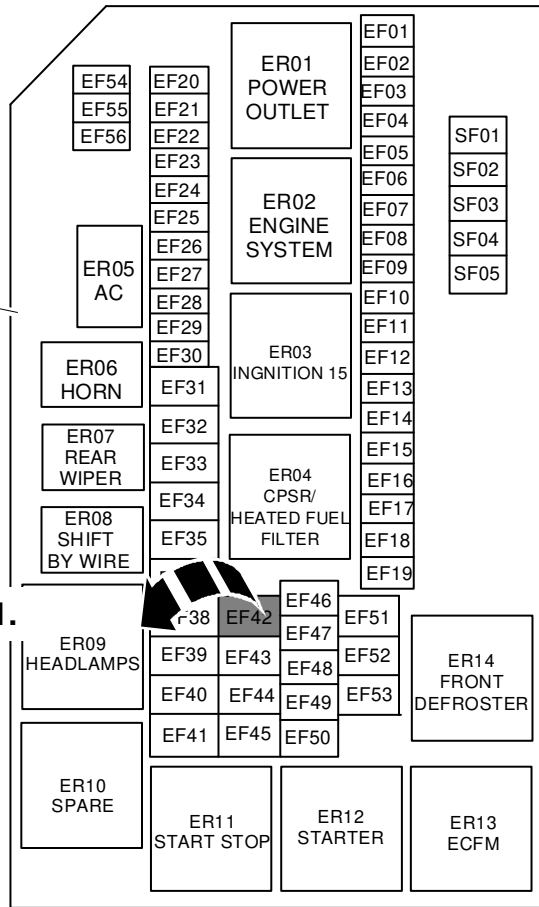 EF54
EF55
EF56
EF20
EF21
EF22
EF23
EF24
EF25
EF26
EF27
EF28
EF29
EF30
EF31
EF32
EF33
EF34
EF35
ER01
POWER
OUTLET
ER02
ENGINE
SYSTEM
ER03
INGNITION 15
ER04
CPSR/
HEATED FUEL
FILTER
EF01
EF02
EF03
EF04
EF05
EF06
EF07
EF08
EF09
EF10
EF11
EF12
EF13
EF14
EF15
EF16
EF17
EF18
EF19
SF01
SF02
SF03
SF04
SF05
ER05
AC
ER06
HORN
ER07
REAR
WIPER
ER08
SHIFT
BY WIRE
ER09
HEADLAMPS
ER10
SPARE
F38
EF39
EF40
EF41
EF42
EF43
EF44
EF45
EF46
EF47
EF48
EF49
EF50
EF51
EF52
EF53
ER14
FRONT
DEFROSTER
ER11
START STOP
ER12
STARTER
ER13
ECFM